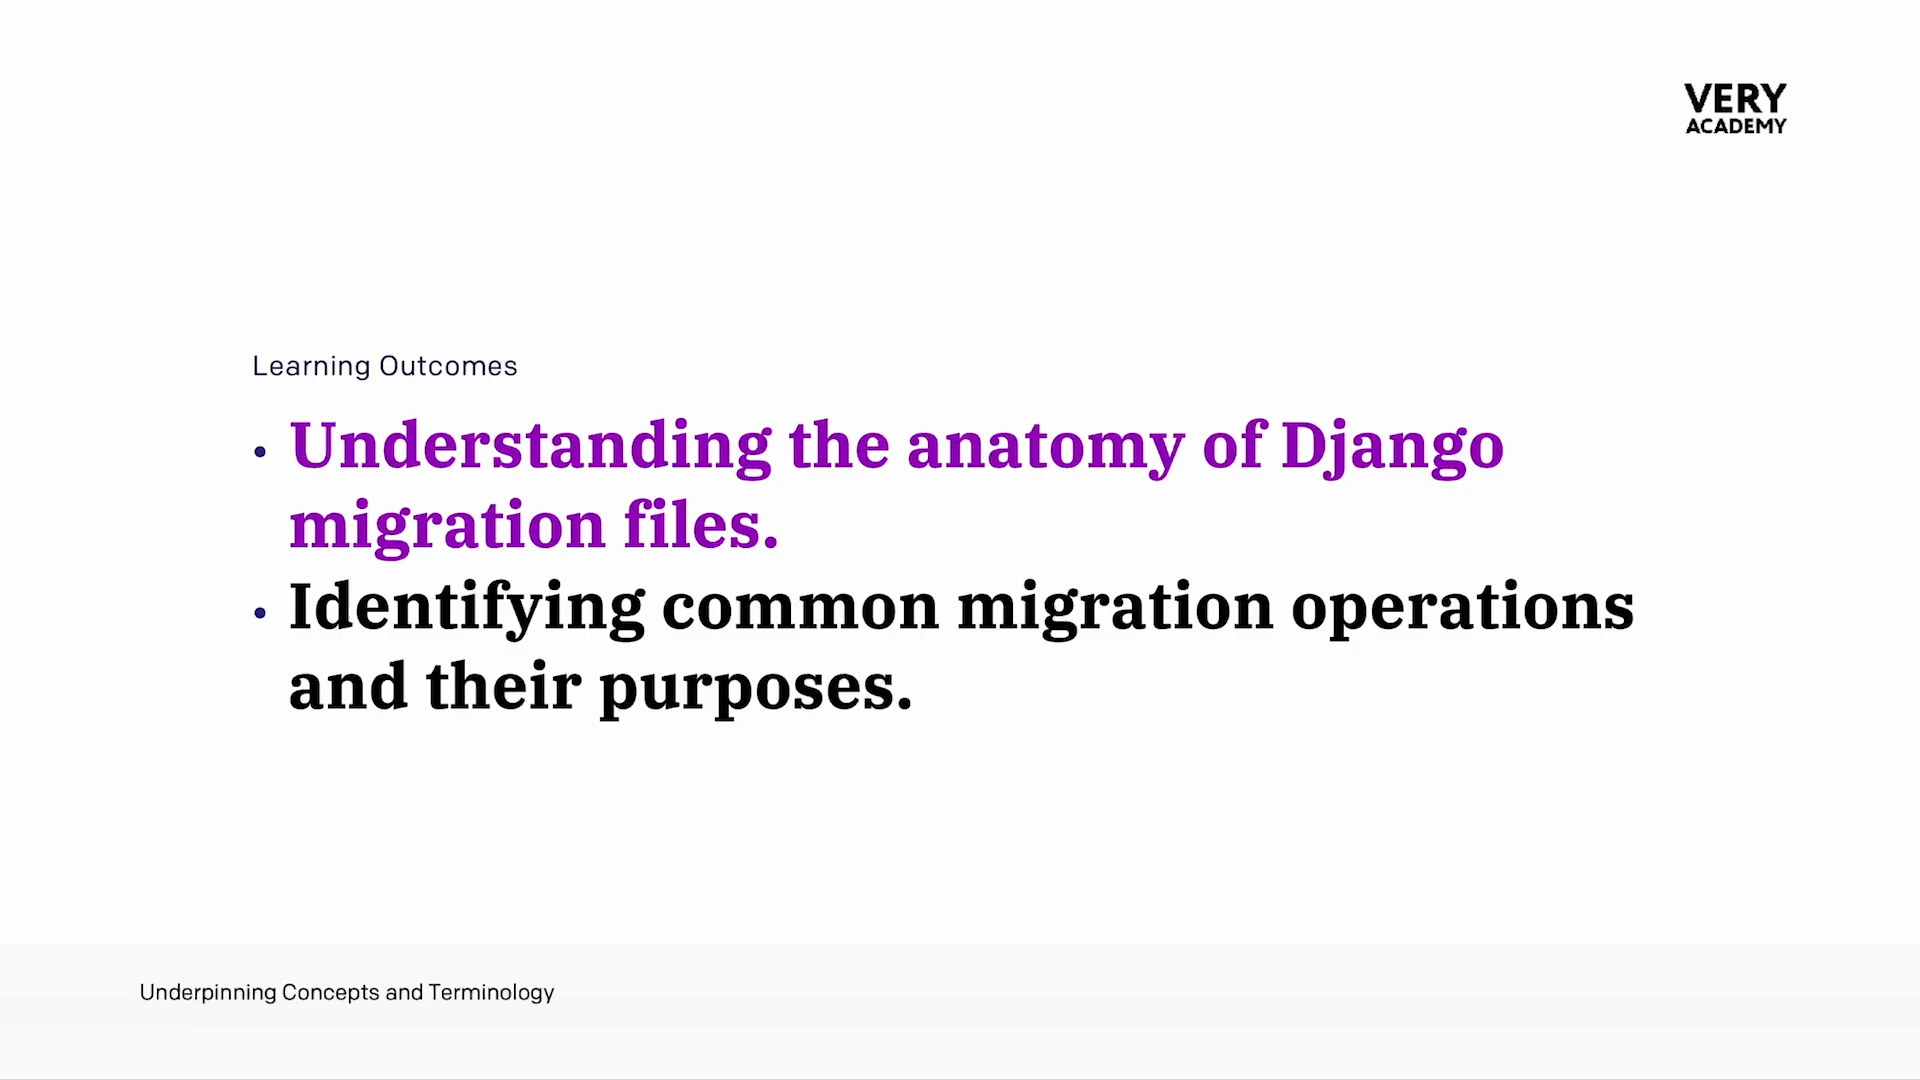 VERY
ACADEMY
Learning Outcomes
• Understanding the anatomy of Django
migration files.
• Identifying common migration operations
and their purposes.
Underpinning Concepts and Terminology